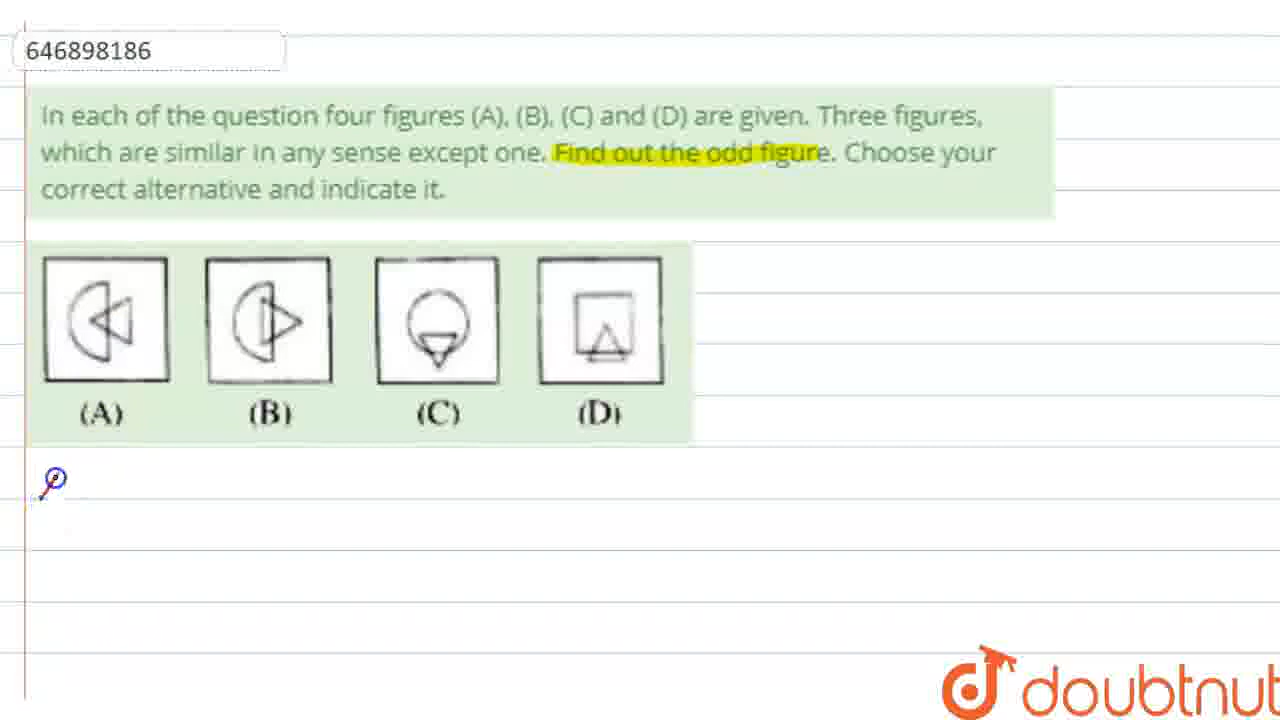 646898186
In each of the question four figures (A), (B), (C) and (D) are given. Three figures,
which are similar in any sense except one. Find out the odd figure. Choose your
correct alternative and indicate it.
(A) (B) (C) (D)
doubtnut